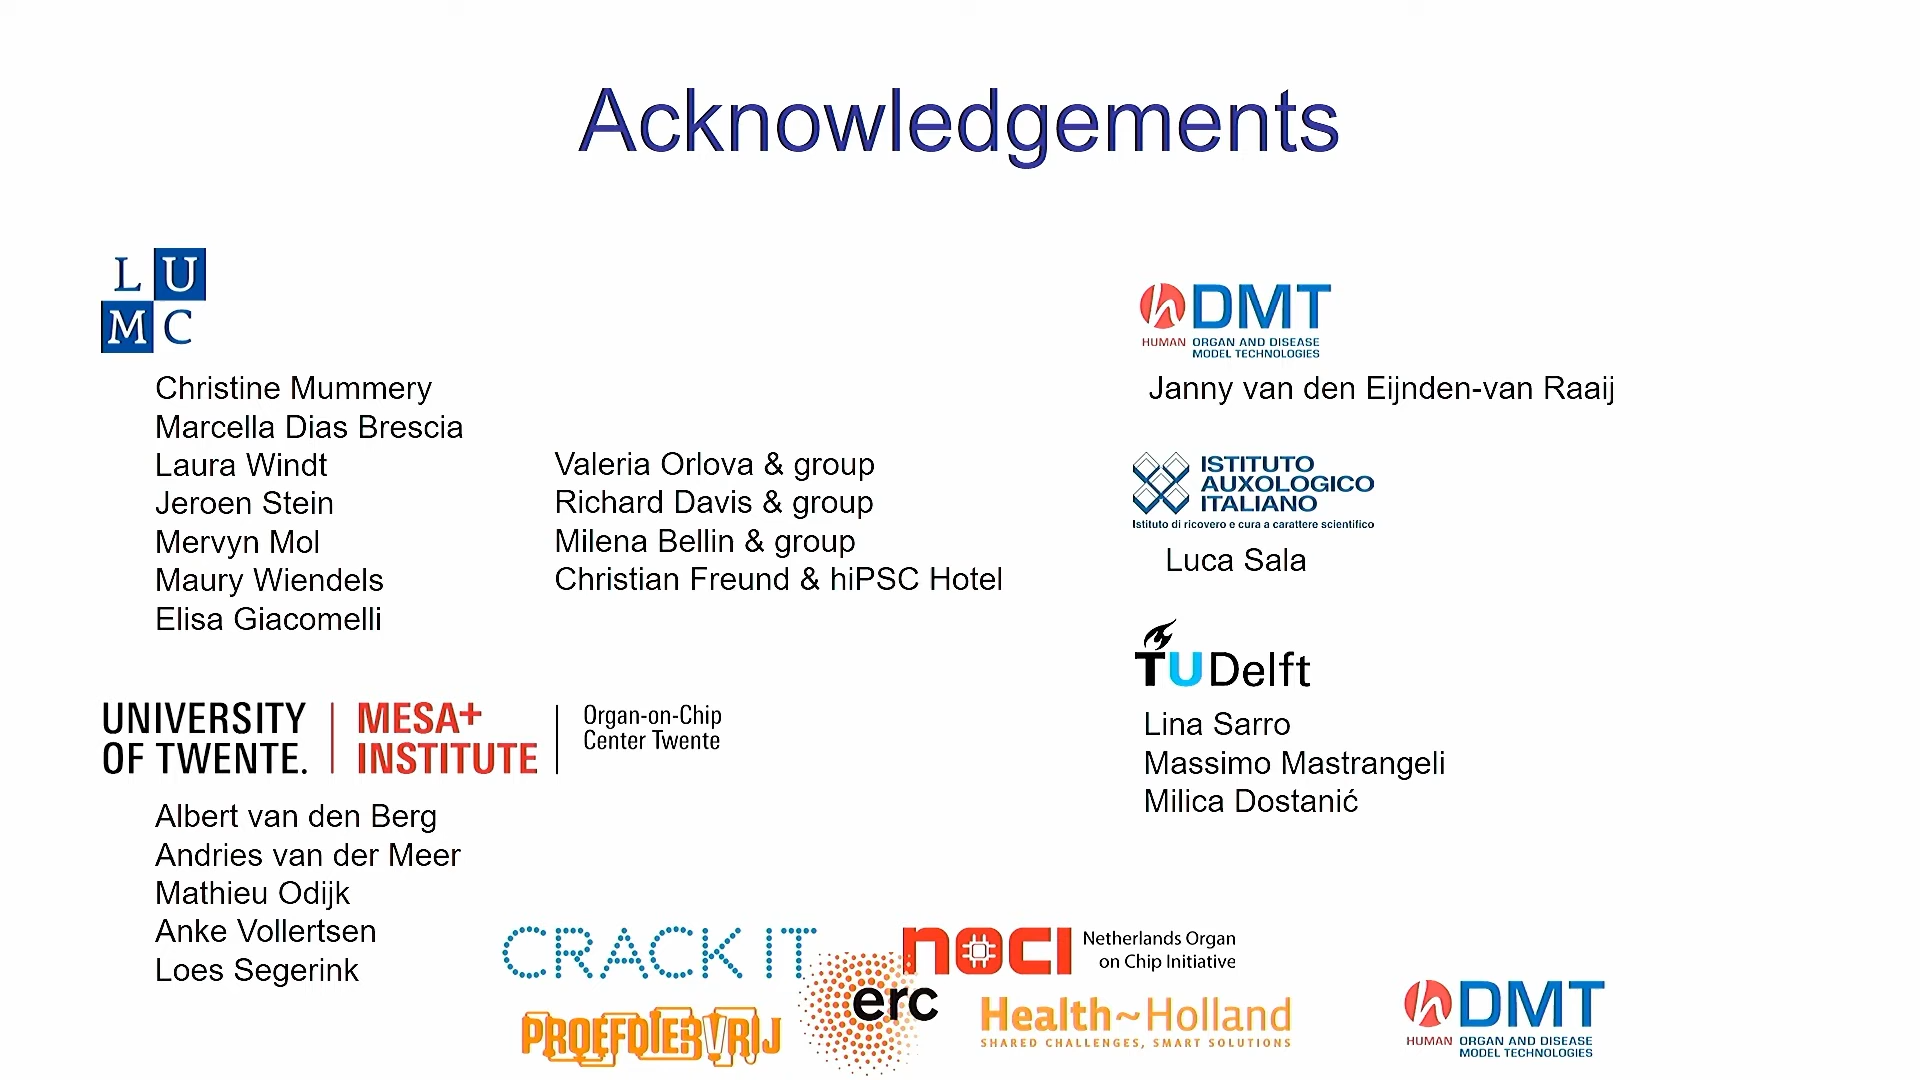 Acknowledgements
L U
M C
Christine Mummery
Marcella Dias Brescia
Laura Windt
Jeroen Stein
Mervyn Mol
Maury Wiendels
Elisa Giacomelli
Valeria Orlova & group
Richard Davis & group
Milena Bellin & group
Christian Freund & hiPSC Hotel
hDMT
HUMAN ORGAN AND DISEASE
MODEL TECHNOLOGIES
Janny van den Eijnden-van Raaij
ISTITUTO
AUXOLOGICO
ITALIANO
Istituto di ricovero e cura a carattere scientifico
Luca Sala
TUDelft
Lina Sarro
Massimo Mastrangeli
Milica Dostanić
UNIVERSITY
OF TWENTE.
MESA+
INSTITUTE
Organ-on-Chip
Center Twente
Albert van den Berg
Andries van der Meer
Mathieu Odijk
Anke Vollertsen
Loes Segerink
CRACK IT
PROEFDIERVRIJ
erc
NOCI
Netherlands Organ
on Chip Initiative
Health~Holland
SHARED CHALLENGES, SMART SOLUTIONS
hDMT
HUMAN ORGAN AND DISEASE
MODEL TECHNOLOGIES